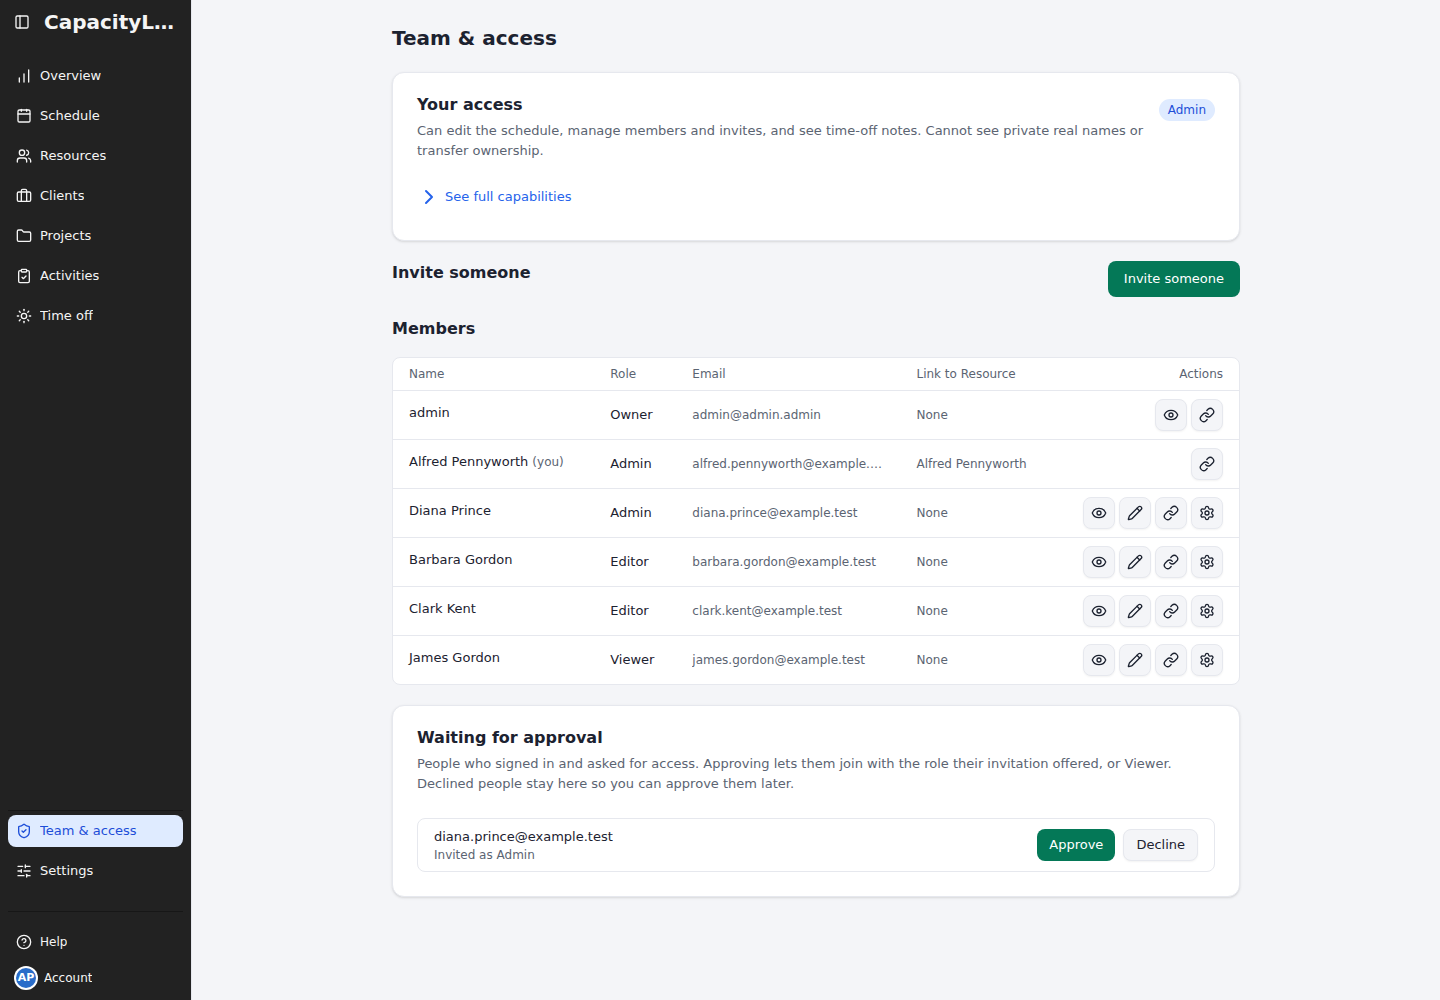 CapacityL...
Overview
Schedule
Resources
Clients
Projects
Activities
Time off
Team & access
Settings
Help
AP Account
Team & access
Your access
Admin
Can edit the schedule, manage members and invites, and see time-off notes. Cannot see private real names or
transfer ownership.
See full capabilities
Invite someone
Invite someone
Members
Name Role Email Link to Resource Actions
admin Owner admin@admin.admin None
Alfred Pennyworth (you) Admin alfred.pennyworth@example.... Alfred Pennyworth
Diana Prince Admin diana.prince@example.test None
Barbara Gordon Editor barbara.gordon@example.test None
Clark Kent Editor clark.kent@example.test None
James Gordon Viewer james.gordon@example.test None
Waiting for approval
People who signed in and asked for access. Approving lets them join with the role their invitation offered, or Viewer.
Declined people stay here so you can approve them later.
diana.prince@example.test
Invited as Admin
Approve Decline